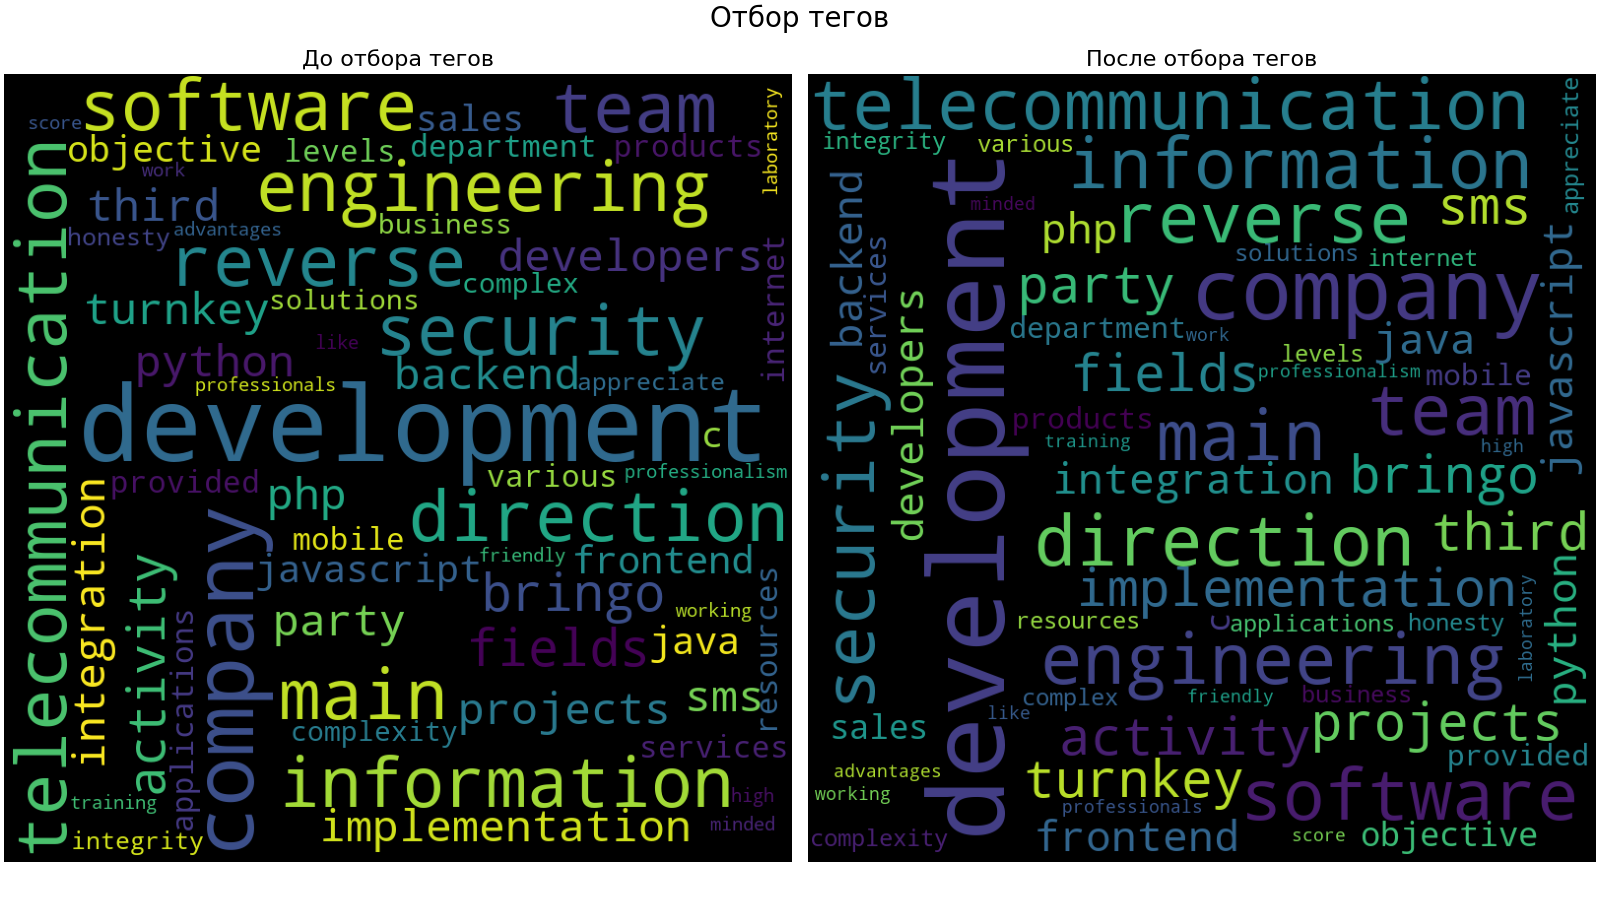 Отбор тегов
До отбора тегов
software
team
sales
score
laboratory
objective
levels
department
products
work
engineering
third
business
honesty
advantages
reverse
developers
internet
complex
turnkey
solutions
security
like
python
backend
professionals
appreciate
development
c
telecommunication
provided
php
various
professionalism
direction
integration
mobile
friendly
frontend
javascript
bringo
activity
company
party
working
fields
java
resources
applications
main
projects
sms
complexity
services
information
high
training
implementation
minded
integrity
После отбора тегов
telecommunication
appreciate
integrity
various
information
backend
minded
php
reverse
sms
services
solutions
internet
party
company
javascript
developers
department
work
java
levels
fields
professionalism
mobile
development
products
main
team
training
high
security
integration
bringo
direction
third
implementation
python
resources
c
applications
honesty
laboratory
engineering
complex
friendly
business
like
sales
activity
projects
provided
advantages
turnkey
software
working
professionals
complexity
frontend
score
objective